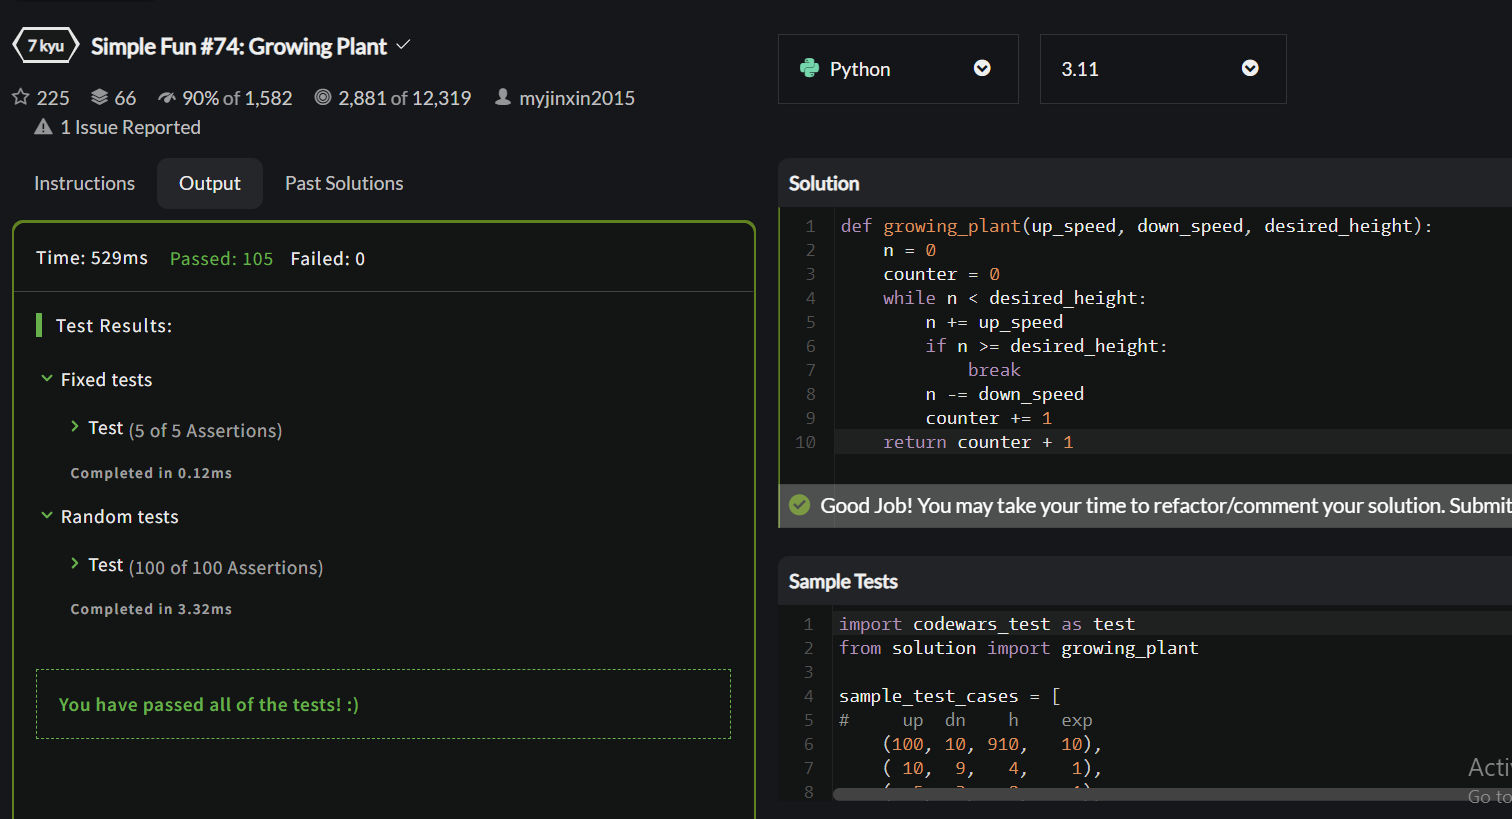 7 kyu
Simple Fun #74: Growing Plant
225 66 90% of 1,582 2,881 of 12,319 myjinxin2015
1 Issue Reported
Instructions Output Past Solutions
Time: 529ms Passed: 105 Failed: 0
Test Results:
Fixed tests
Test (5 of 5 Assertions)
Completed in 0.12ms
Random tests
Test (100 of 100 Assertions)
Completed in 3.32ms
You have passed all of the tests! :)
Python 3.11
Solution
1 def growing_plant(up_speed, down_speed, desired_height):
2     n = 0
3     counter = 0
4     while n < desired_height:
5         n += up_speed
6         if n >= desired_height:
7             break
8         n -= down_speed
9         counter += 1
10     return counter + 1
Good Job! You may take your time to refactor/comment your solution. Submit
Sample Tests
1 import codewars_test as test
2 from solution import growing_plant
3
4 sample_test_cases = [
5 #     up  dn    h    exp
6     (100, 10, 910,   10),
7     ( 10,  9,   4,    1),
8
Acti
Go to